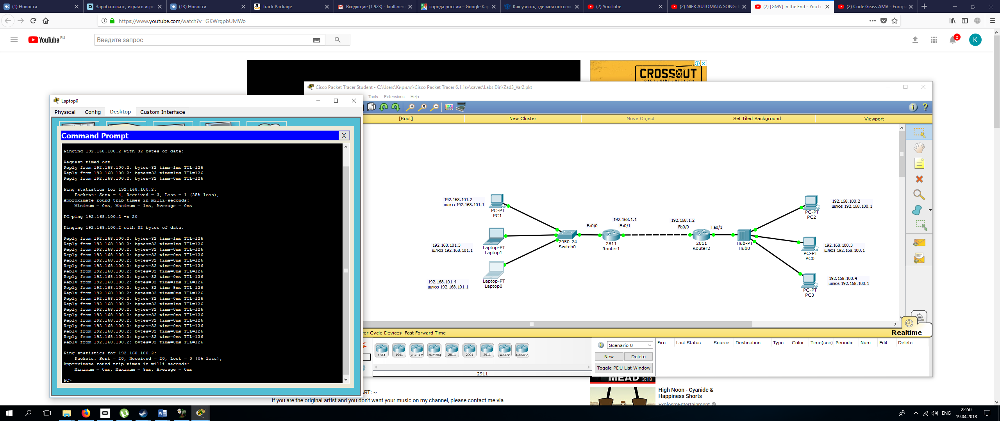 (1) Новости
Зарабатывать, играя в игры
(13) Новости
Track Package
Входящие (1 923) - kirill.nem
города россии – Google Кар
Как узнать, где моя посылк
(2) YouTube
(2) NIER AUTOMATA SONG:
(2) [GMV] In the End - YouTu
(2) Code Geass AMV - Europ
https://www.youtube.com/watch?v=GKWrgpbUMWo
YouTube RU
Введите запрос
2
K
CROSSOUT
CRAFT • RIDE • DESTROY
Cisco Packet Tracer Student - C:\Users\Кирилл\Cisco Packet Tracer 6.1.1sv\saves\Labs Din\Zad3_Var2.pkt
Tools Extensions Help
[Root] New Cluster Move Object Set Tiled Background Viewport
Laptop0
Physical Config Desktop Custom Interface
Command Prompt X
Pinging 192.168.100.2 with 32 bytes of data:
Request timed out.
Reply from 192.168.100.2: bytes=32 time=1ms TTL=126
Reply from 192.168.100.2: bytes=32 time=1ms TTL=126
Reply from 192.168.100.2: bytes=32 time=0ms TTL=126
Ping statistics for 192.168.100.2:
Packets: Sent = 4, Received = 3, Lost = 1 (25% loss),
Approximate round trip times in milli-seconds:
Minimum = 0ms, Maximum = 1ms, Average = 0ms
PC>ping 192.168.100.2 -n 20
Pinging 192.168.100.2 with 32 bytes of data:
Reply from 192.168.100.2: bytes=32 time=1ms TTL=126
Reply from 192.168.100.2: bytes=32 time=1ms TTL=126
Reply from 192.168.100.2: bytes=32 time=0ms TTL=126
Reply from 192.168.100.2: bytes=32 time=0ms TTL=126
Reply from 192.168.100.2: bytes=32 time=0ms TTL=126
Reply from 192.168.100.2: bytes=32 time=0ms TTL=126
Reply from 192.168.100.2: bytes=32 time=0ms TTL=126
Reply from 192.168.100.2: bytes=32 time=0ms TTL=126
Reply from 192.168.100.2: bytes=32 time=1ms TTL=126
Reply from 192.168.100.2: bytes=32 time=5ms TTL=126
Reply from 192.168.100.2: bytes=32 time=0ms TTL=126
Reply from 192.168.100.2: bytes=32 time=0ms TTL=126
Reply from 192.168.100.2: bytes=32 time=1ms TTL=126
Reply from 192.168.100.2: bytes=32 time=0ms TTL=126
Reply from 192.168.100.2: bytes=32 time=0ms TTL=126
Reply from 192.168.100.2: bytes=32 time=0ms TTL=126
Reply from 192.168.100.2: bytes=32 time=0ms TTL=126
Reply from 192.168.100.2: bytes=32 time=0ms TTL=126
Reply from 192.168.100.2: bytes=32 time=0ms TTL=126
Reply from 192.168.100.2: bytes=32 time=0ms TTL=126
Ping statistics for 192.168.100.2:
Packets: Sent = 20, Received = 20, Lost = 0 (0% loss),
Approximate round trip times in milli-seconds:
Minimum = 0ms, Maximum = 5ms, Average = 0ms
PC>
192.168.101.2
шлюз 192.168.101.1
PC-PT
PC1
192.168.101.3
шлюз 192.168.101.1
Laptop-PT
Laptop1
192.168.101.4
шлюз 192.168.101.1
Laptop-PT
Laptop0
2950-24
Switch0
Fa0/0
192.168.1.1
Fa0/1
2811
Router1
192.168.1.2
Fa0/0
Fa0/1
2811
Router2
Hub-PT
Hub0
192.168.100.2
шлюз 192.168.100.1
PC-PT
PC2
192.168.100.3
шлюз 192.168.100.1
PC-PT
PC0
192.168.100.4
шлюз 192.168.100.1
PC-PT
PC3
er Cycle Devices Fast Forward Time
Realtime
1841 1941 2620XM 2621XM 2811 2901 2911 Generic Generic
2911
Scenario 0
New Delete
Toggle PDU List Window
Fire Last Status Source Destination Type Color Time(sec) Periodic Num Edit Delete
MEAD 3:18
ART: ~
If you are the original artist and you don't want your music on my channel, please contact me via
High Noon - Cyanide &
Happiness Shorts
ExplosmEntertainment
ENG
22:50
19.04.2018